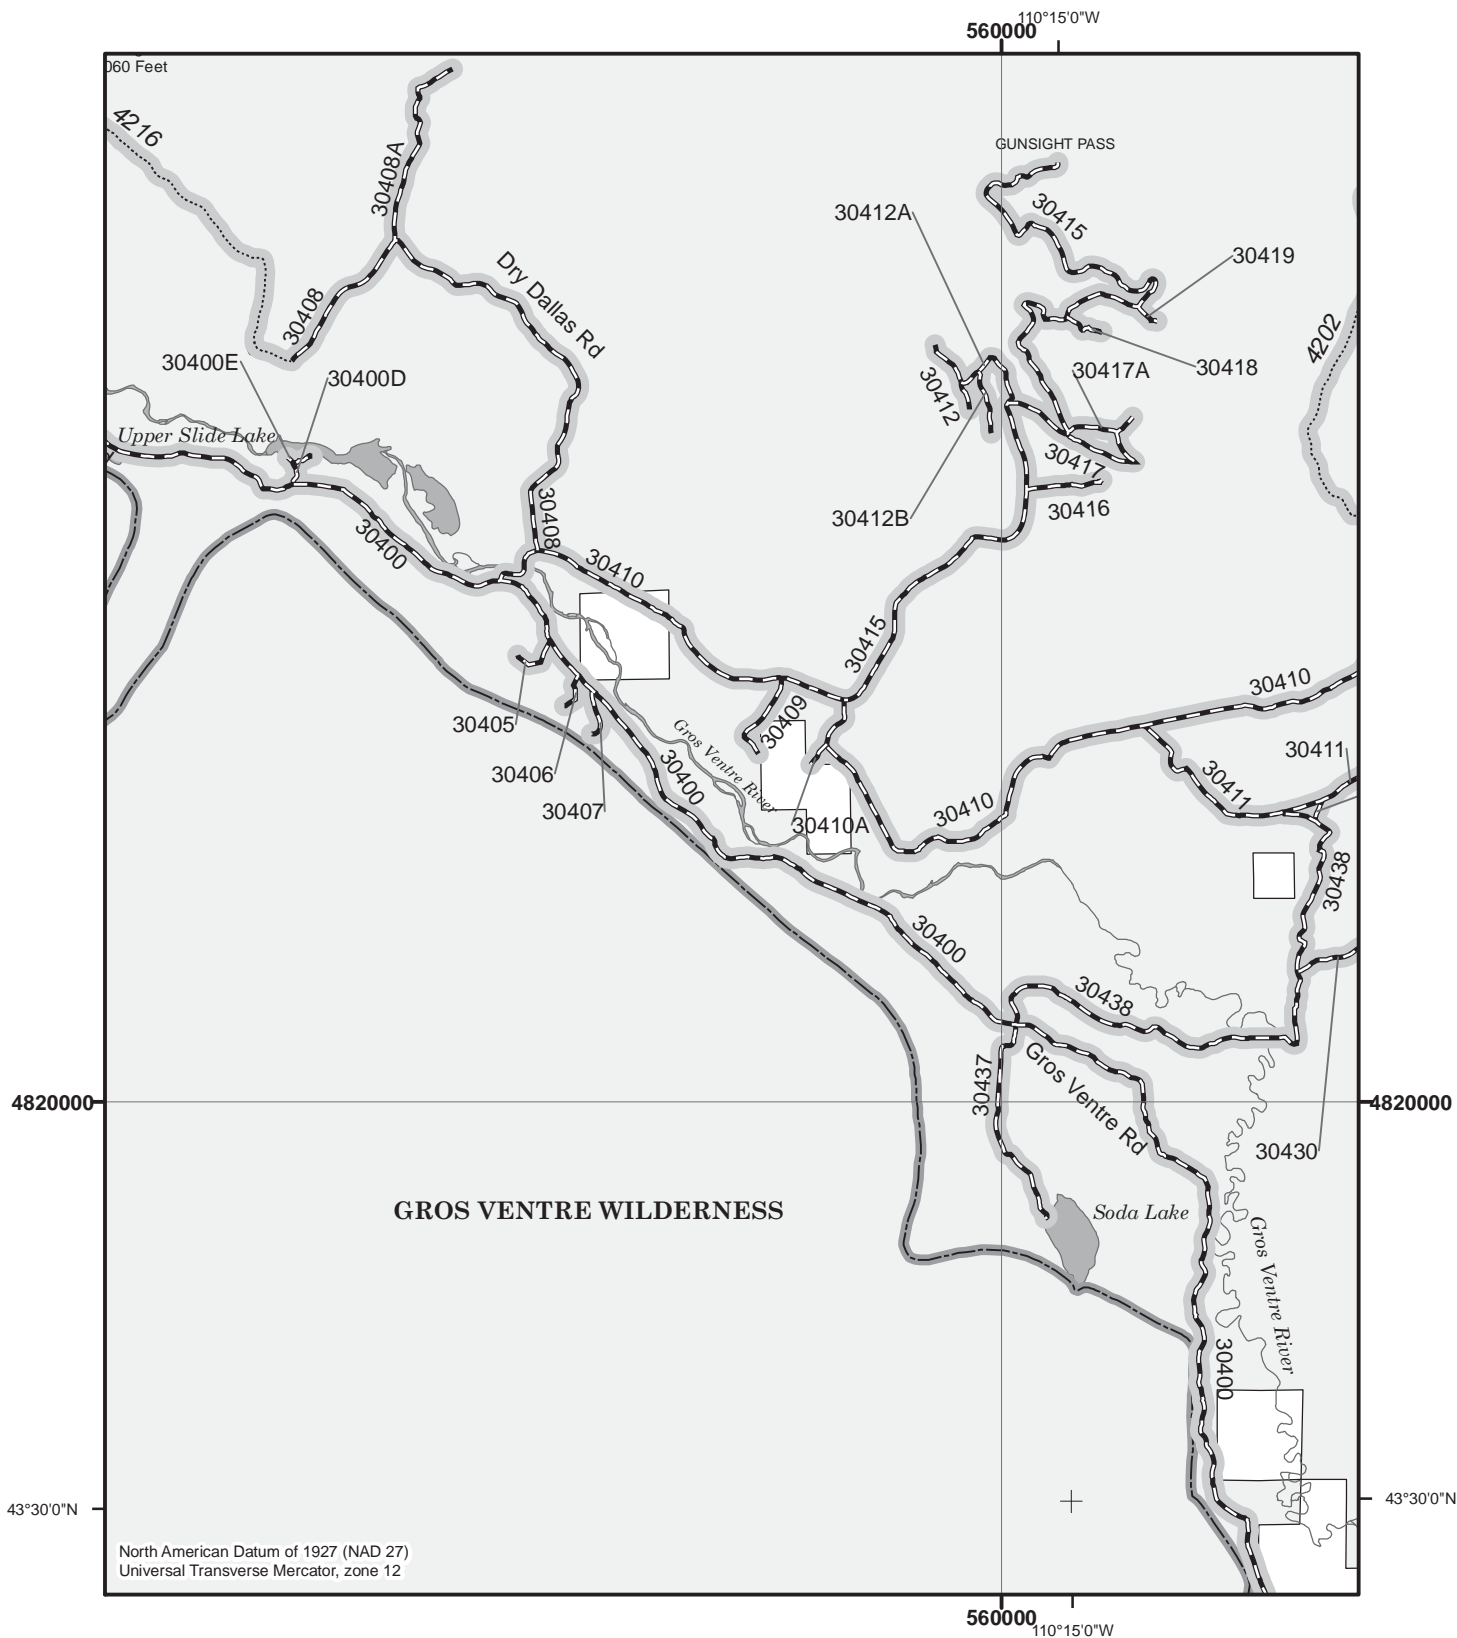 110°15'0"W
560000
060 Feet
4216
30408A
GUNSIGHT PASS
30412A
30415
30419
Dry Dallas Rd
30408
4202
30400E
30400D
30412
30417A
30418
Upper Slide Lake
30417
30412B
30408
30416
30400
30410
30415
30410
30405
30409
Gros Ventre River
30411
30406
30400
30411
30407
30410A
30410
30438
30400
30438
30437
Gros Ventre Rd
4820000
4820000
30430
GROS VENTRE WILDERNESS
Soda Lake
Gros Ventre River
30400
43°30'0"N
43°30'0"N
North American Datum of 1927 (NAD 27)
Universal Transverse Mercator, zone 12
560000
110°15'0"W